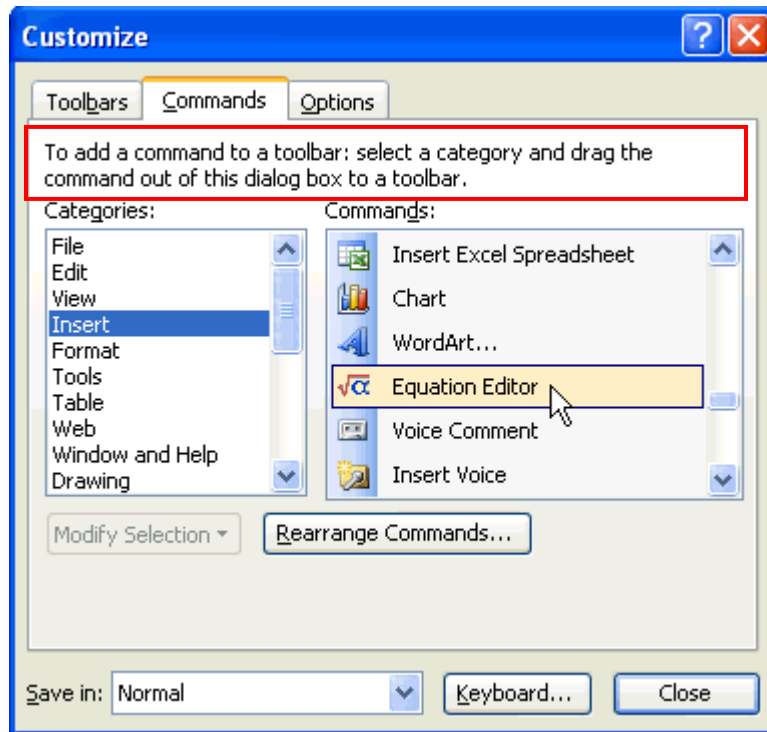 Customize
Toolbars Commands Options
To add a command to a toolbar: select a category and drag the
command out of this dialog box to a toolbar.
Categories:
File
Edit
View
Insert
Format
Tools
Table
Web
Window and Help
Drawing
Commands:
Insert Excel Spreadsheet
Chart
WordArt...
√α Equation Editor
Voice Comment
Insert Voice
Modify Selection
Rearrange Commands...
Save in: Normal
Keyboard...
Close